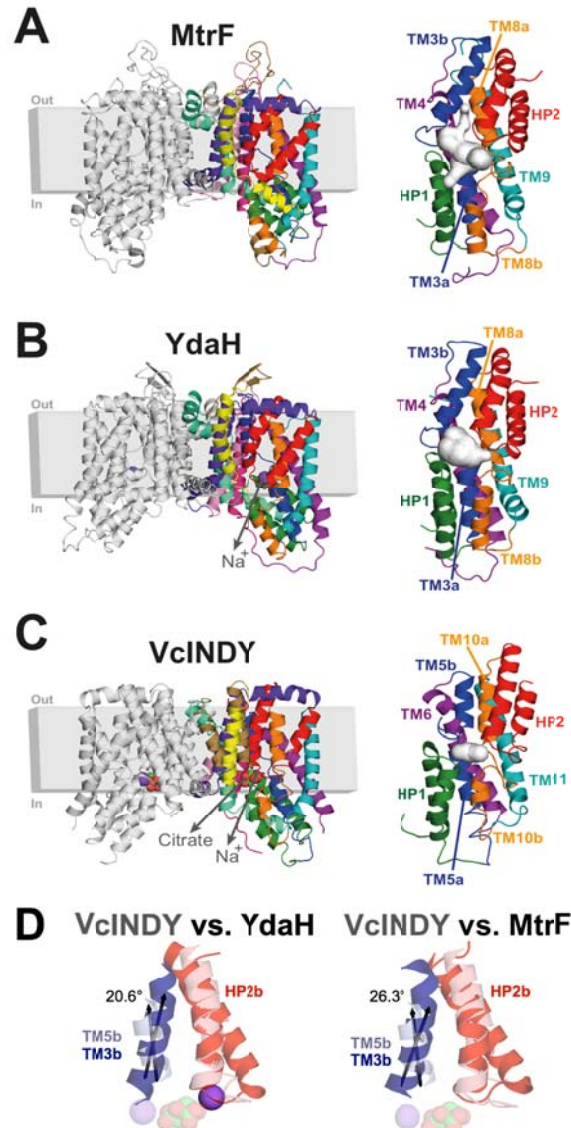 A
MtrF
Out
In
TM8a
TM3b
TM4
HP2
HP1
TM9
TM3a
TM8b
B
YdaH
Out
In
Na+
TM8a
TM3b
TM4
HP2
HP1
TM9
TM8b
TM3a
C
VcINDY
Out
In
Citrate
Na+
TM10a
TM5b
TM6
HP2
HP1
TM11
TM10b
TM5a
D
VcINDY vs. YdaH
20.6°
HP2b
TM5b
TM3b
VcINDY vs. MtrF
26.3°
HP2b
TM5b
TM3b